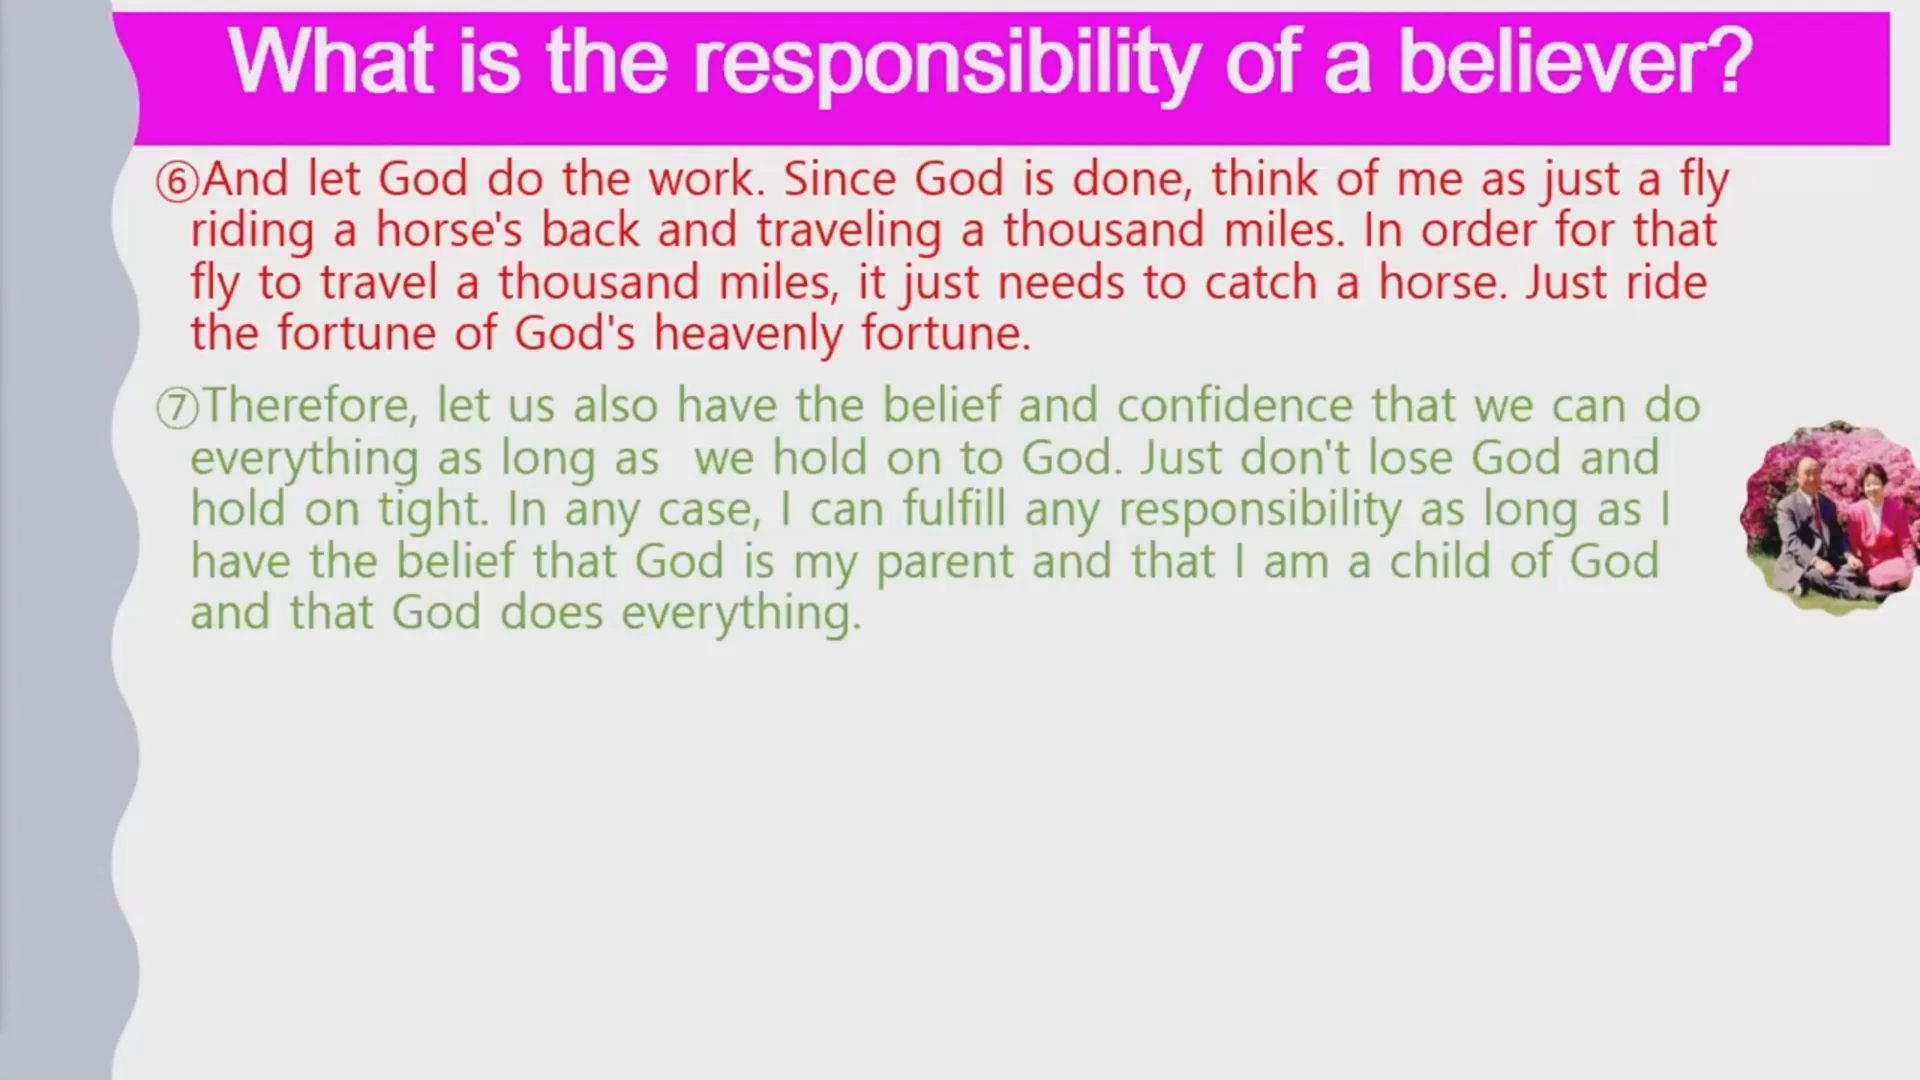 What is the responsibility of a believer?
⑥And let God do the work. Since God is done, think of me as just a fly
riding a horse's back and traveling a thousand miles. In order for that
fly to travel a thousand miles, it just needs to catch a horse. Just ride
the fortune of God's heavenly fortune.
⑦Therefore, let us also have the belief and confidence that we can do
everything as long as  we hold on to God. Just don't lose God and
hold on tight. In any case, I can fulfill any responsibility as long as I
have the belief that God is my parent and that I am a child of God
and that God does everything.